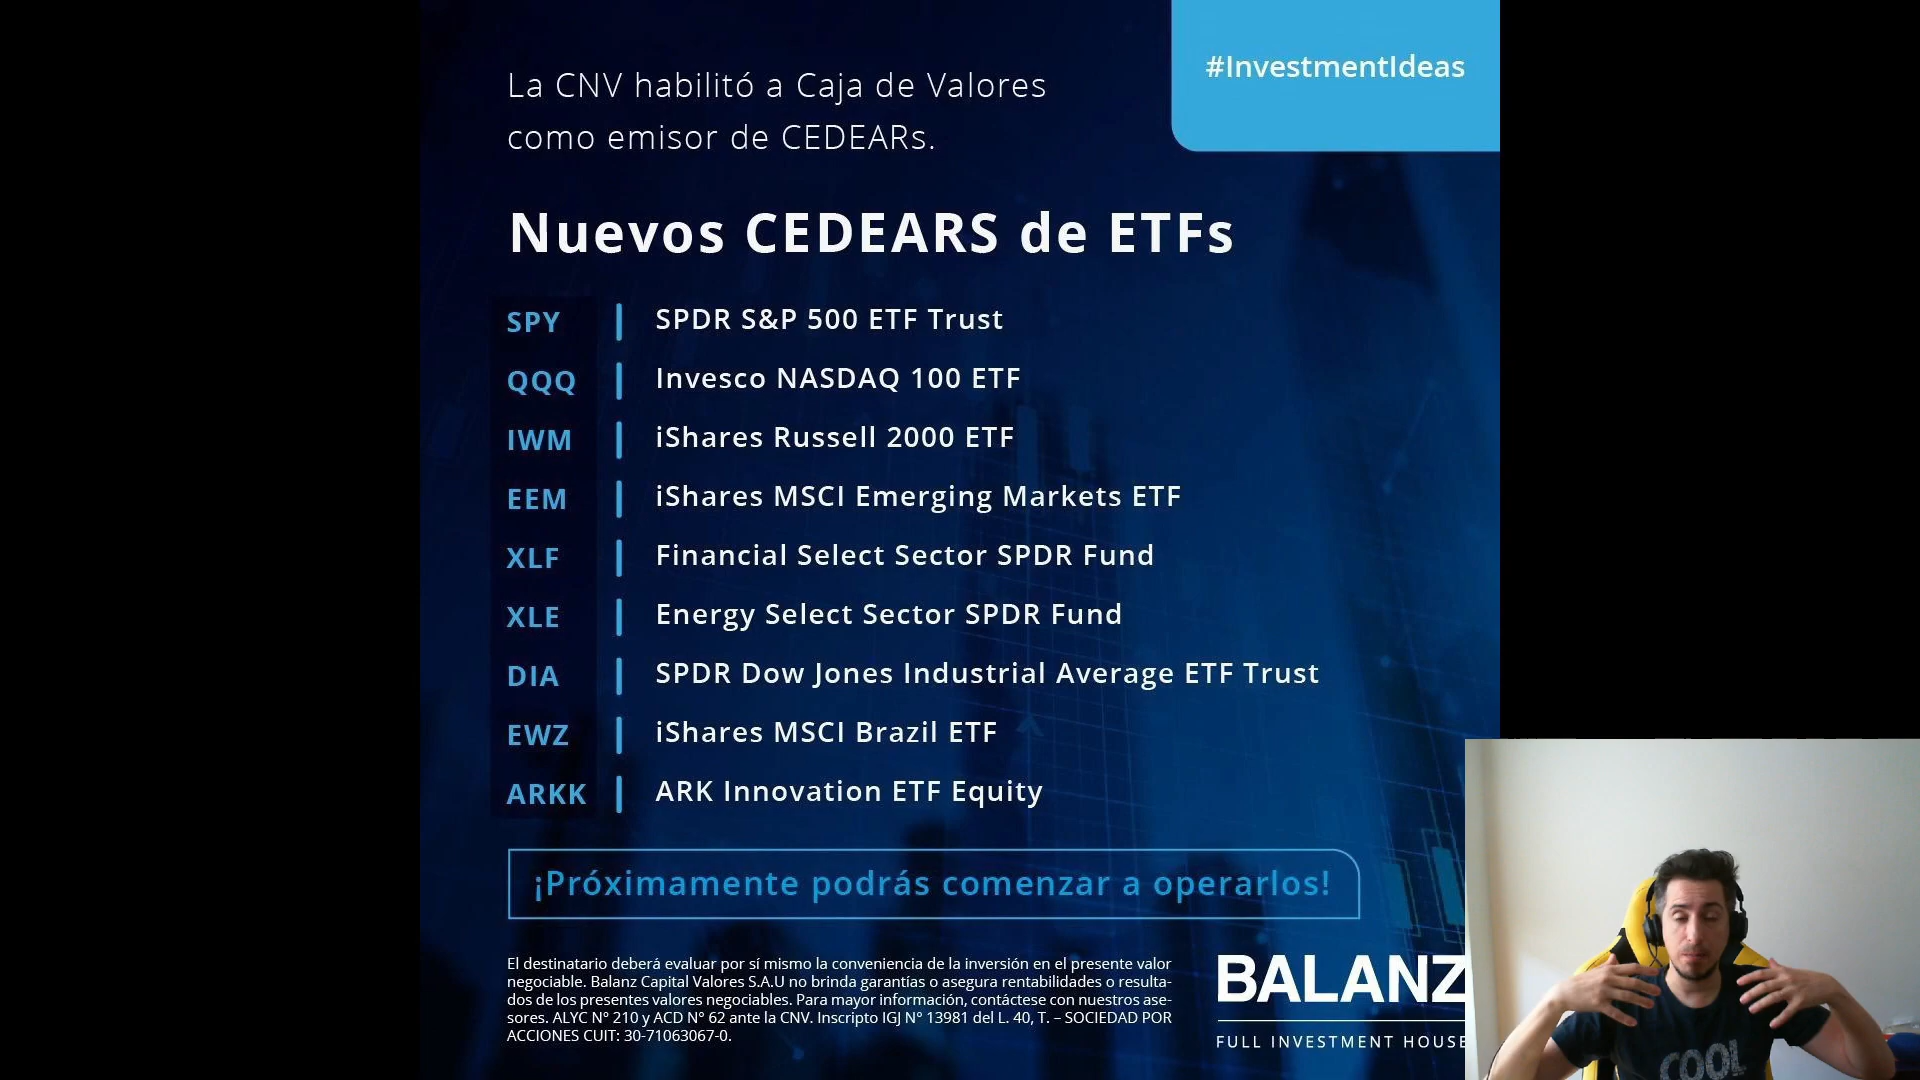 #InvestmentIdeas
La CNV habilitó a Caja de Valores
como emisor de CEDEARs.
Nuevos CEDEARS de ETFs
SPY | SPDR S&P 500 ETF Trust
QQQ | Invesco NASDAQ 100 ETF
IWM | iShares Russell 2000 ETF
EEM | iShares MSCI Emerging Markets ETF
XLF | Financial Select Sector SPDR Fund
XLE | Energy Select Sector SPDR Fund
DIA | SPDR Dow Jones Industrial Average ETF Trust
EWZ | iShares MSCI Brazil ETF
ARKK | ARK Innovation ETF Equity
¡Próximamente podrás comenzar a operarlos!
El destinatario deberá evaluar por sí mismo la conveniencia de la inversión en el presente valor
negociable. Balanz Capital Valores S.A.U no brinda garantías o asegura rentabilidades o resulta-
dos de los presentes valores negociables. Para mayor información, contáctese con nuestros ase-
sores. ALYC N° 210 y ACD N° 62 ante la CNV. Inscripto IGJ N° 13981 del L. 40, T. – SOCIEDAD POR
ACCIONES CUIT: 30-71063067-0.
BALANZ
FULL INVESTMENT HOUSE
COOL